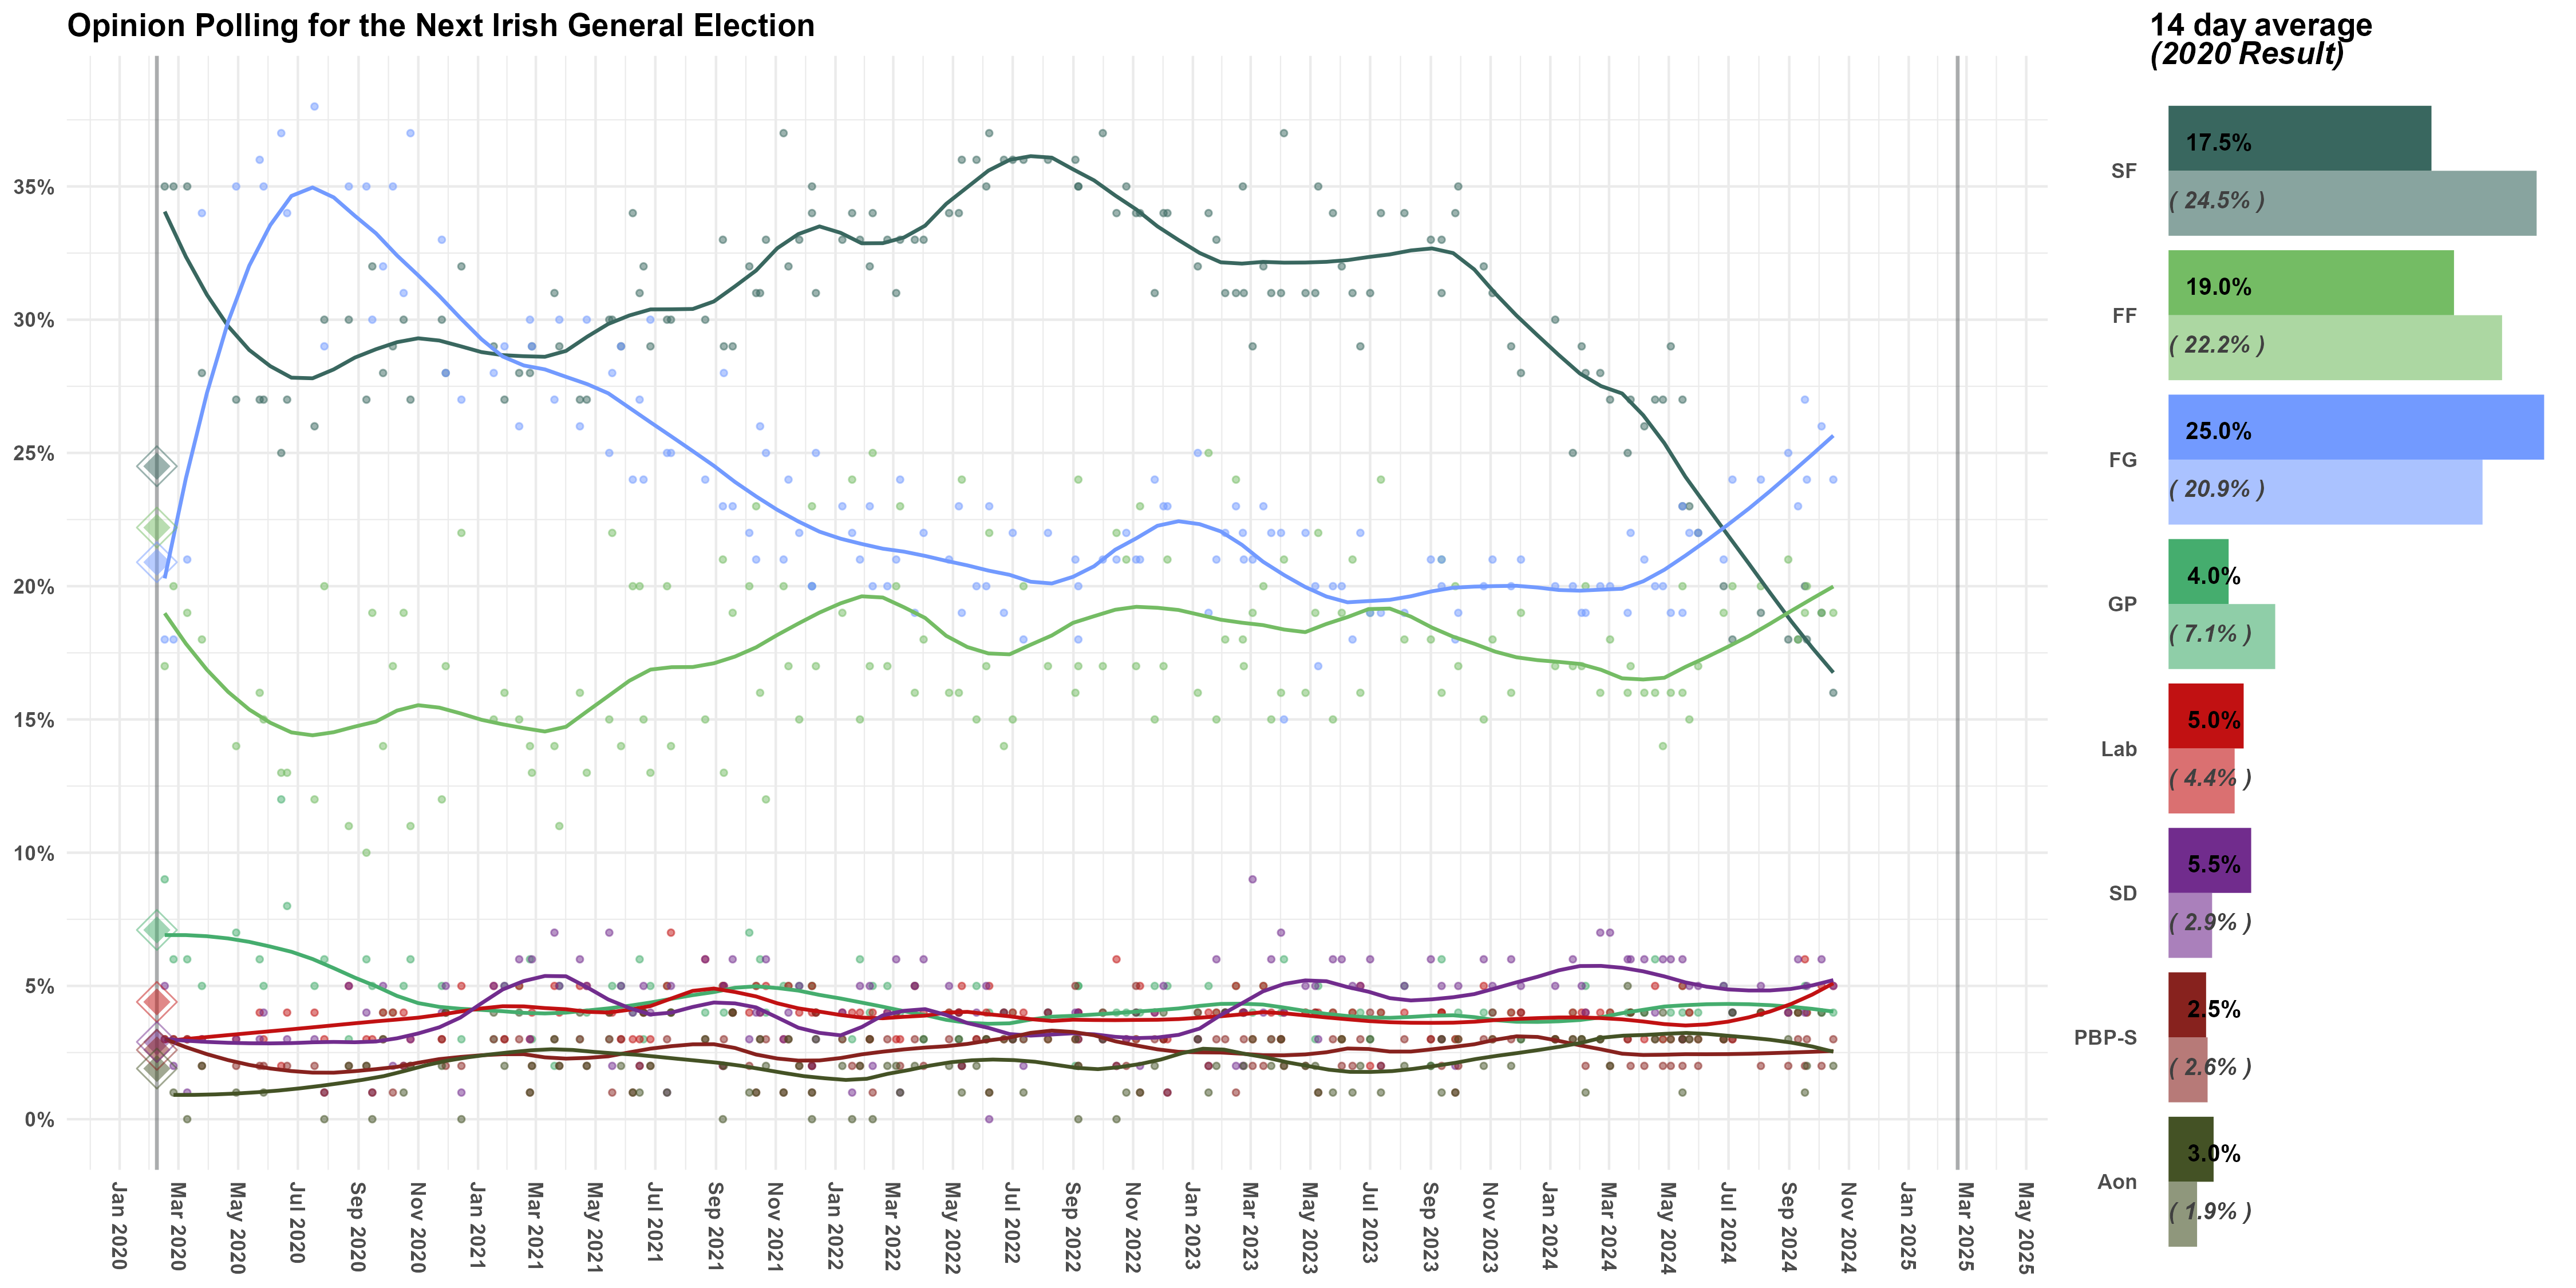 Opinion Polling for the Next Irish General Election
14 day average
(2020 Result)
35%
30%
25%
20%
15%
10%
5%
0%
Jan 2020
Mar 2020
May 2020
Jul 2020
Sep 2020
Nov 2020
Jan 2021
Mar 2021
May 2021
Jul 2021
Sep 2021
Nov 2021
Jan 2022
Mar 2022
May 2022
Jul 2022
Sep 2022
Nov 2022
Jan 2023
Mar 2023
May 2023
Jul 2023
Sep 2023
Nov 2023
Jan 2024
Mar 2024
May 2024
Jul 2024
Sep 2024
Nov 2024
Jan 2025
Mar 2025
May 2025
SF
17.5%
( 24.5% )
FF
19.0%
( 22.2% )
FG
25.0%
( 20.9% )
GP
4.0%
( 7.1% )
Lab
5.0%
( 4.4% )
SD
5.5%
( 2.9% )
PBP-S
2.5%
( 2.6% )
Aon
3.0%
( 1.9% )